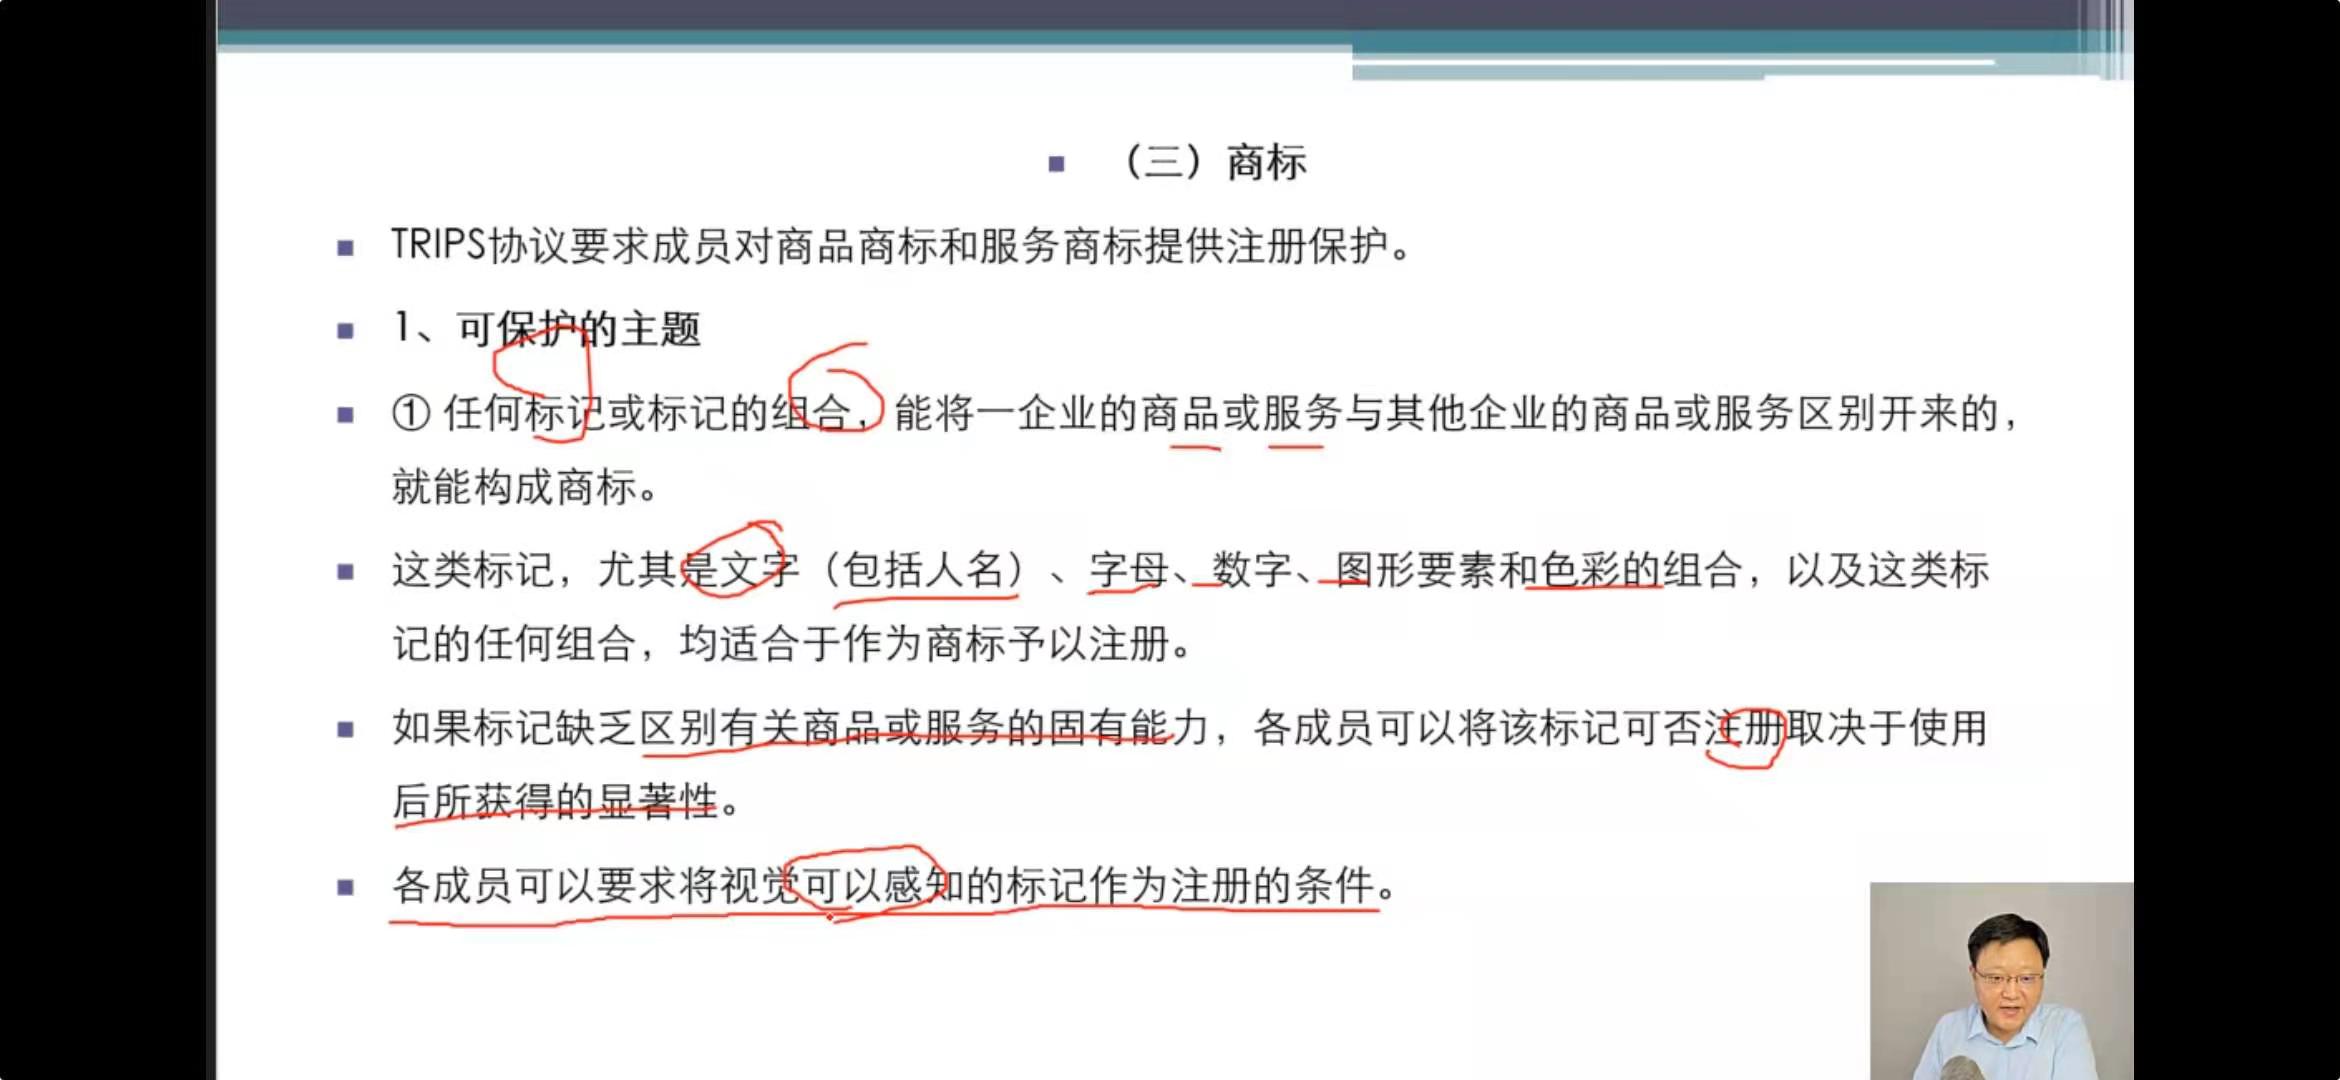 （三）商标
TRIPS协议要求成员对商品商标和服务商标提供注册保护。
1、可保护的主题
① 任何标记或标记的组合，能将一企业的商品或服务与其他企业的商品或服务区别开来的，
就能构成商标。
这类标记，尤其是文字（包括人名）、字母、数字、图形要素和色彩的组合，以及这类标
记的任何组合，均适合于作为商标予以注册。
如果标记缺乏区别有关商品或服务的固有能力，各成员可以将该标记可否注册取决于使用
后所获得的显著性。
各成员可以要求将视觉可以感知的标记作为注册的条件。